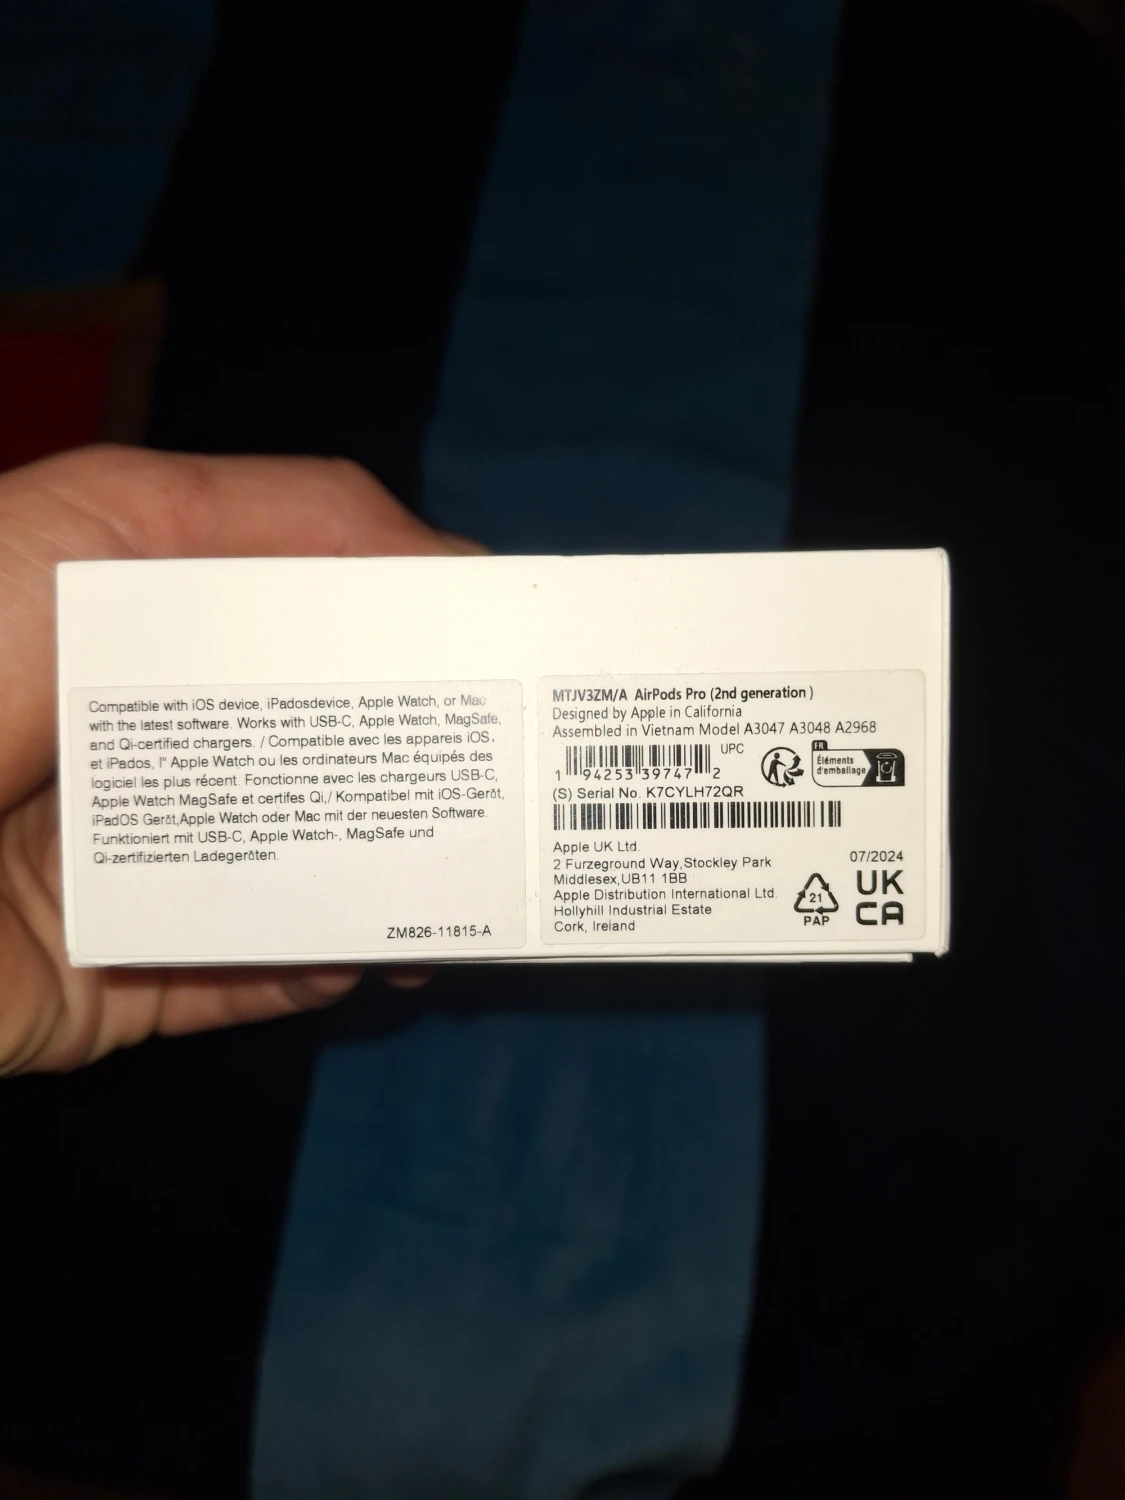 Compatible with iOS device, iPadosdevice, Apple Watch, or Mac
with the latest software. Works with USB-C, Apple Watch, MagSafe,
and Qi-certified chargers. / Compatible avec les appareils iOS,
et iPados, l" Apple Watch ou les ordinateurs Mac équipés des
logiciel les plus récent. Fonctionne avec les chargeurs USB-C,
Apple Watch MagSafe et certifes Qi,/ Kompatibel mit iOS-Gerät,
iPadOS Gerät,Apple Watch oder Mac mit der neuesten Software.
Funktioniert mit USB-C, Apple Watch-, MagSafe und
Qi-zertifizierten Ladegeräten.
ZM826-11815-A
MTJV3ZM/A AirPods Pro (2nd generation )
Designed by Apple in California
Assembled in Vietnam Model A3047 A3048 A2968
UPC
1 94253 39747 2
FR
Éléments
d'emballage
(S) Serial No. K7CYLH72QR
Apple UK Ltd.
2 Furzeground Way,Stockley Park
Middlesex,UB11 1BB
Apple Distribution International Ltd.
Hollyhill Industrial Estate
Cork, Ireland
07/2024
21
PAP
UK
CA